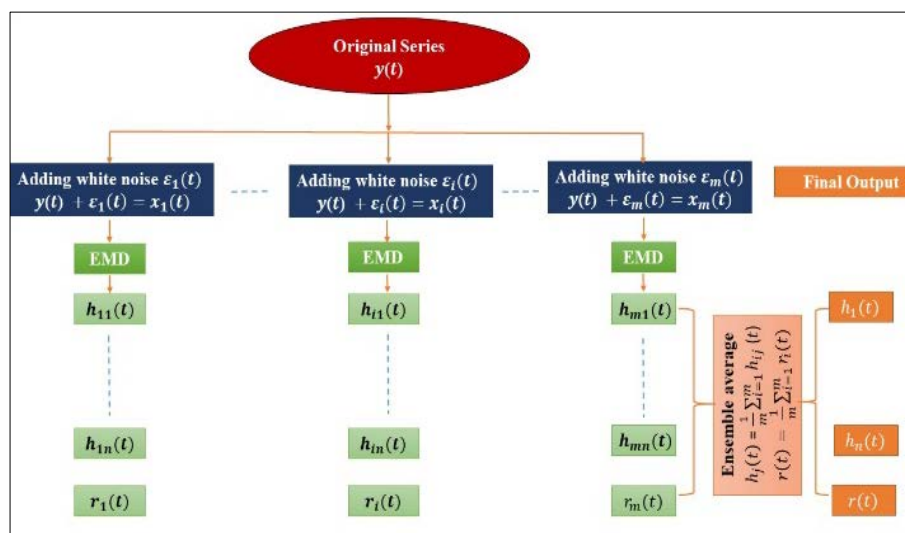 Original Series
y(t)
Adding white noise ε₁(t)
y(t) + ε₁(t) = x₁(t)
Adding white noise εᵢ(t)
y(t) + εᵢ(t) = xᵢ(t)
Adding white noise εₘ(t)
y(t) + εₘ(t) = xₘ(t)
Final Output
EMD
EMD
EMD
h₁₁(t)
hᵢ₁(t)
hₘ₁(t)
h₁(t)
Ensemble average
hⱼ(t) = 1/m ∑ᵢ₌₁ᵐ hᵢⱼ(t)
r(t) = 1/m ∑ᵢ₌₁ᵐ rᵢ(t)
h₁ₙ(t)
hᵢₙ(t)
hₘₙ(t)
hₙ(t)
r₁(t)
rᵢ(t)
rₘ(t)
r(t)